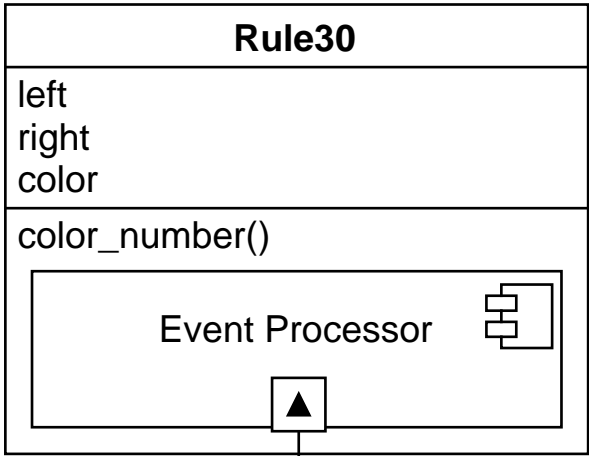 Rule30
left
right
color
color_number()
Event Processor